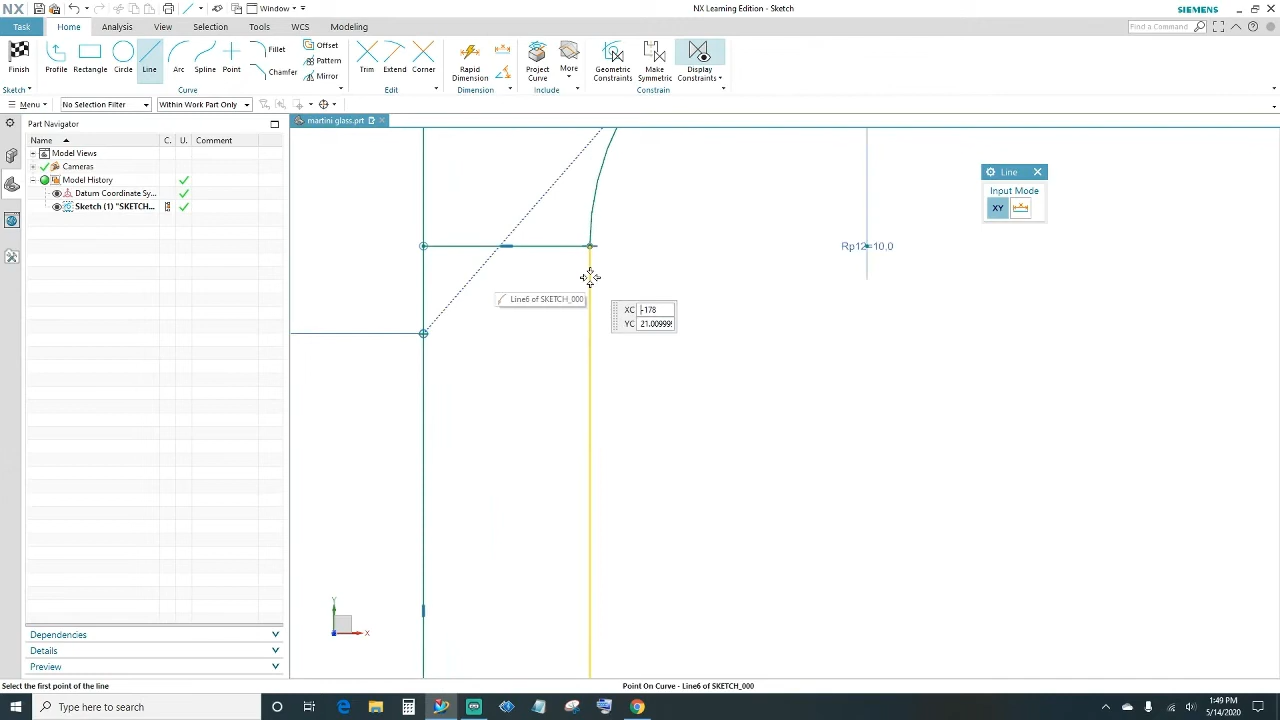 NX
Window
NX Learning Edition - Sketch
SIEMENS
Task
Home
Analysis
View
Selection
Tools
WCS
Modeling
Find a Command
Finish
Profile
Rectangle
Circle
Line
Arc
Spline
Point
Fillet
Chamfer
Offset
Pattern
Mirror
Trim
Extend
Corner
Rapid
Dimension
Project
Curve
More
Geometric
Constraints
Make
Symmetric
Display
Constraints
Sketch
Curve
Edit
Dimension
Include
Constrain
Menu
No Selection Filter
Within Work Part Only
Part Navigator
martini glass.prt
Name
C.
U.
Comment
Model Views
Cameras
Model History
Datum Coordinate Sy...
Sketch (1) "SKETCH...
Line
Input Mode
XY
Rp12=10.0
Line6 of SKETCH_000
XC -178
YC 21.00999
Y
X
Dependencies
Details
Preview
Select the first point of the line
Point On Curve - Line6 of SKETCH_000
Type here to search
1:49 PM
5/14/2020